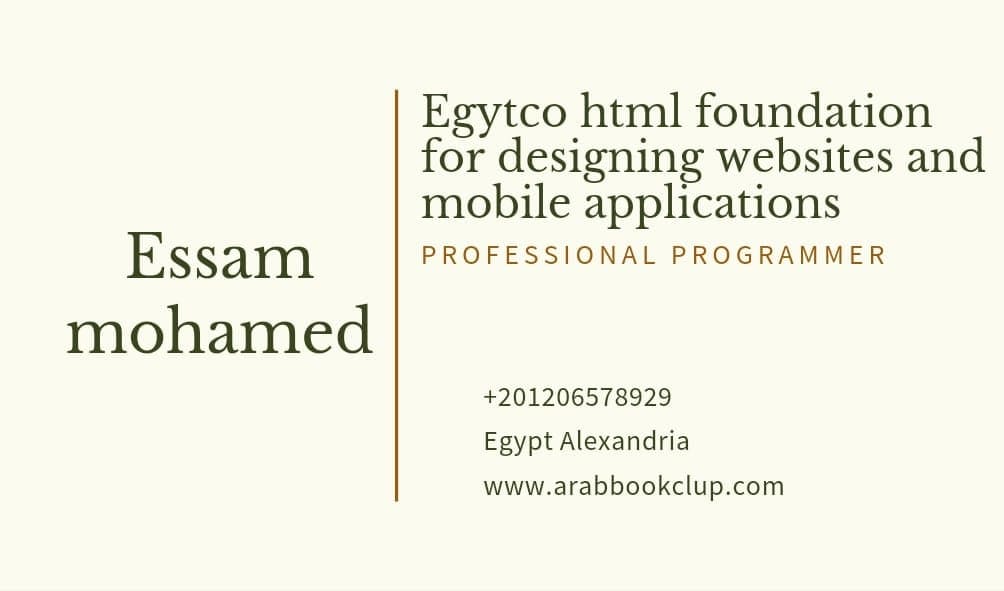 Essam
mohamed
Egytco html foundation
for designing websites and
mobile applications
PROFESSIONAL PROGRAMMER
+201206578929
Egypt Alexandria
www.arabbookclup.com